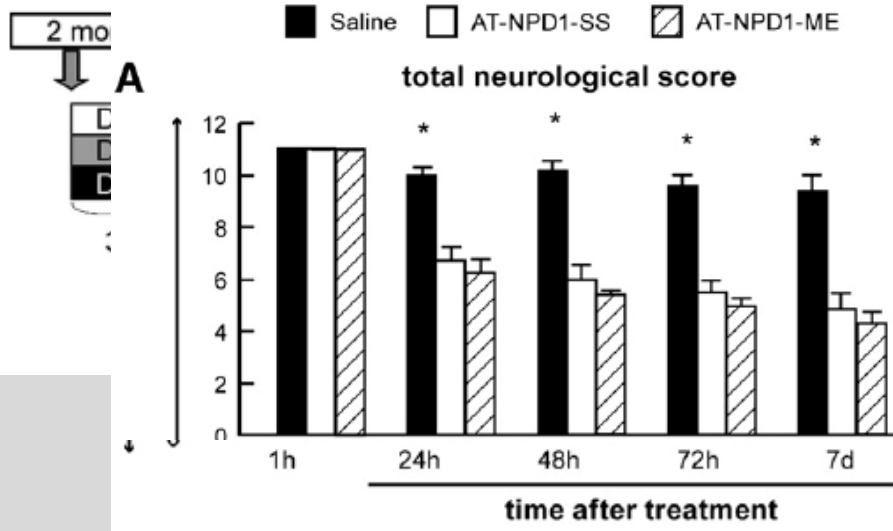 Saline AT-NPD1-SS AT-NPD1-ME
2
A
total neurological score
12
10
8
6
4
2
0
* * * *
1h 24h 48h 72h 7d
time after treatment